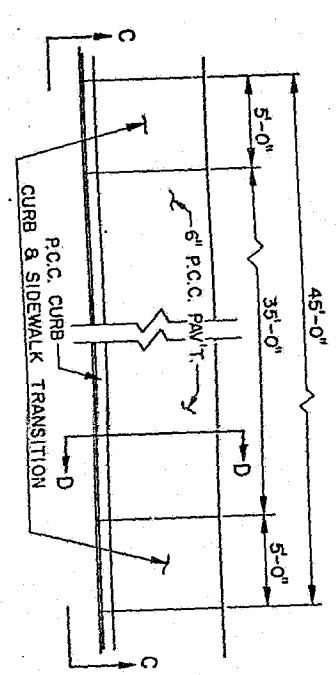 45'-0"
5'-0"
35'-0"
5'-0"
6" P.C.C. PAV'T.
D
D
P.C.C. CURB
CURB & SIDEWALK TRANSITION
C
C